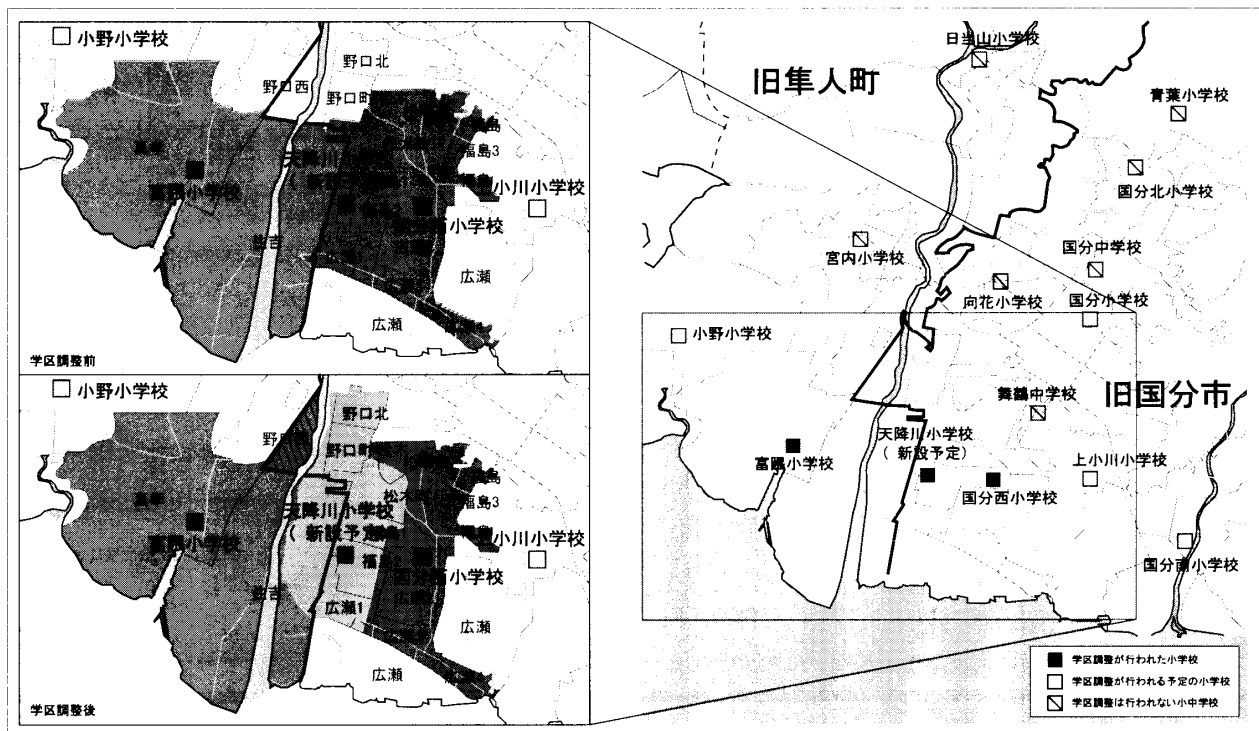 小野小学校
野口北
野口西
野口町
天降川小学校
(新設予定)
富隈小学校
福島3
小川小学校
広瀬
広瀬
学区調整前
小野小学校
野口北
野口町
松木
天降川小学校
(新設予定)
富隈小学校
福島3
福島2
小川小学校
国分西小学校
広瀬1
広瀬
広瀬
学区調整後
旧隼人町
日当山小学校
青葉小学校
国分北小学校
宮内小学校
国分中学校
向花小学校
国分小学校
小野小学校
舞鶴中学校
旧国分市
天降川小学校
(新設予定)
富隈小学校
上小川小学校
国分西小学校
国分南小学校
学区調整が行われた小学校
学区調整が行われる予定の小学校
学区調整は行われない小中学校